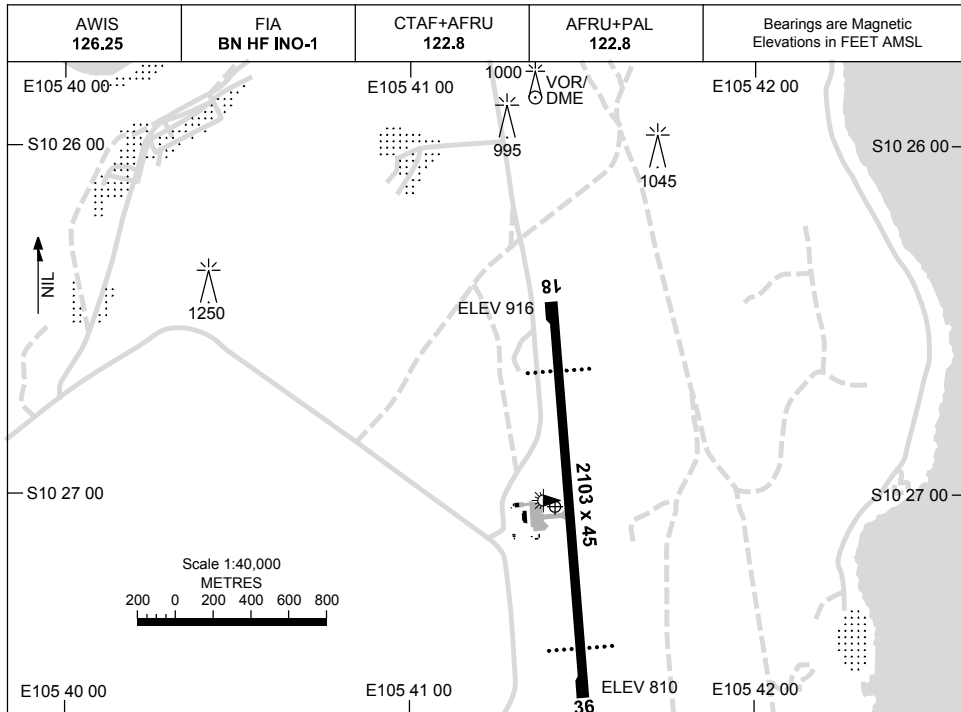 AWIS
126.25
FIA
BN HF INO-1
CTAF+AFRU
122.8
AFRU+PAL
122.8
Bearings are Magnetic
Elevations in FEET AMSL
E105 40 00
E105 41 00
1000
VOR/
DME
E105 42 00
S10 26 00
995
1045
S10 26 00
NIL
1250
18
ELEV 916
2103 x 45
S10 27 00
S10 27 00
Scale 1:40,000
METRES
200 0 200 400 600 800
E105 40 00
E105 41 00
ELEV 810
E105 42 00
36